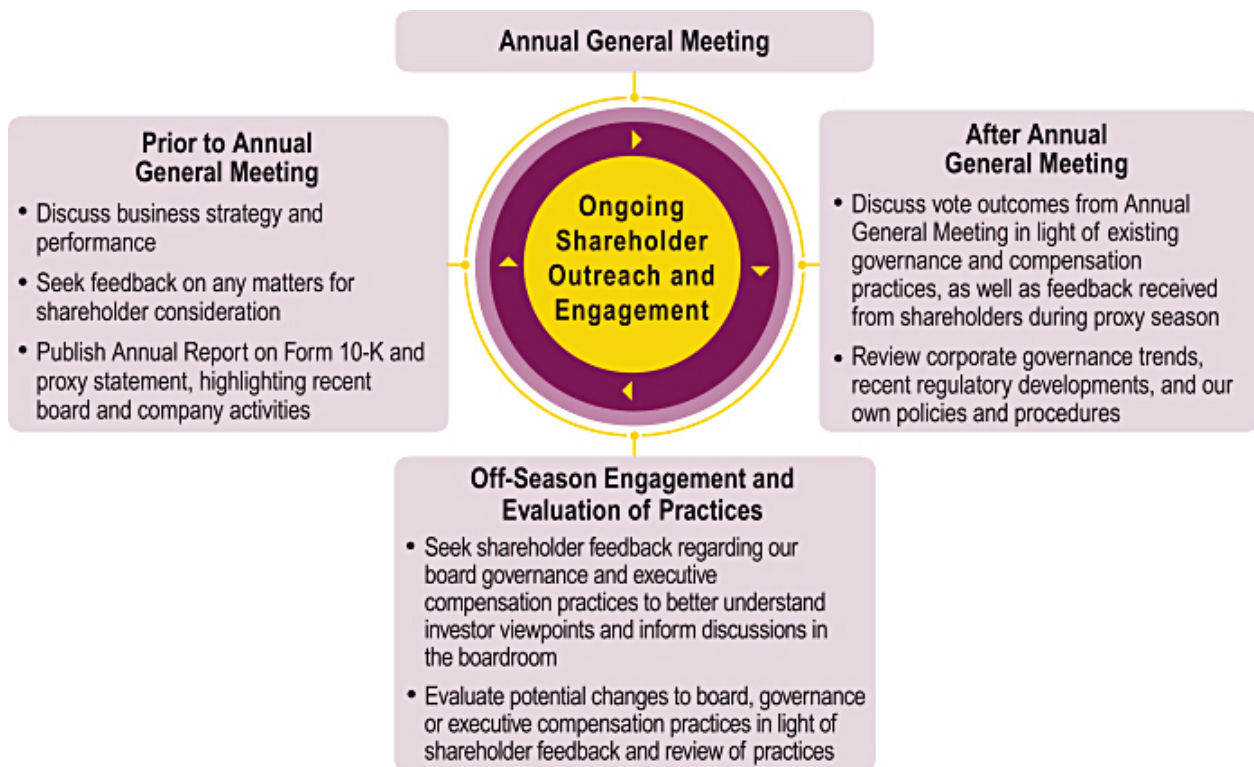 Annual General Meeting
Prior to Annual
General Meeting
• Discuss business strategy and
performance
• Seek feedback on any matters for
shareholder consideration
• Publish Annual Report on Form 10-K and
proxy statement, highlighting recent
board and company activities
Ongoing
Shareholder
Outreach and
Engagement
After Annual
General Meeting
• Discuss vote outcomes from Annual
General Meeting in light of existing
governance and compensation
practices, as well as feedback received
from shareholders during proxy season
• Review corporate governance trends,
recent regulatory developments, and our
own policies and procedures
Off-Season Engagement and
Evaluation of Practices
• Seek shareholder feedback regarding our
board governance and executive
compensation practices to better understand
investor viewpoints and inform discussions in
the boardroom
• Evaluate potential changes to board, governance
or executive compensation practices in light of
shareholder feedback and review of practices